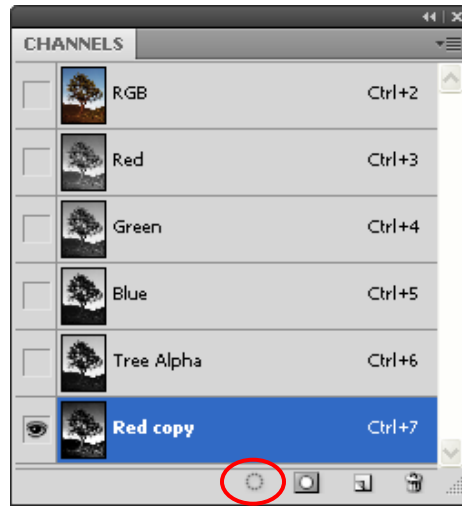 CHANNELS
RGB Ctrl+2
Red Ctrl+3
Green Ctrl+4
Blue Ctrl+5
Tree Alpha Ctrl+6
Red copy Ctrl+7